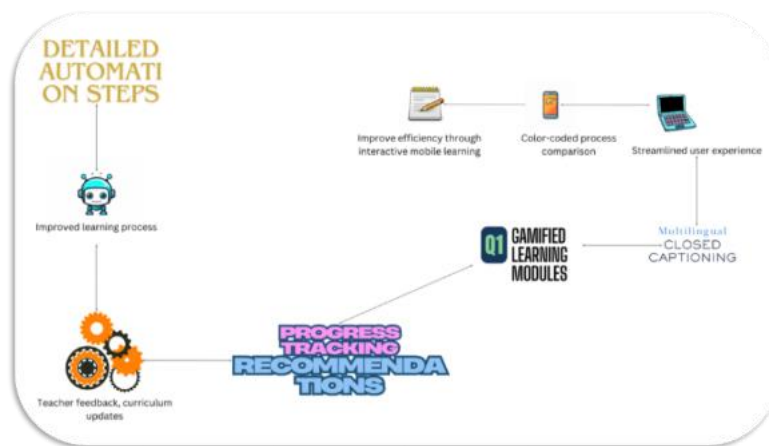 DETAILED
AUTOMATI
ON STEPS
Improve efficiency through
interactive mobile learning
Color-coded process
comparison
Streamlined user experience
Improved learning process
Q1
GAMIFIED
LEARNING
MODULES
Multilingual
CLOSED
CAPTIONING
PROGRESS
TRACKING
RECOMMENDA
TIONS
Teacher feedback, curriculum
updates